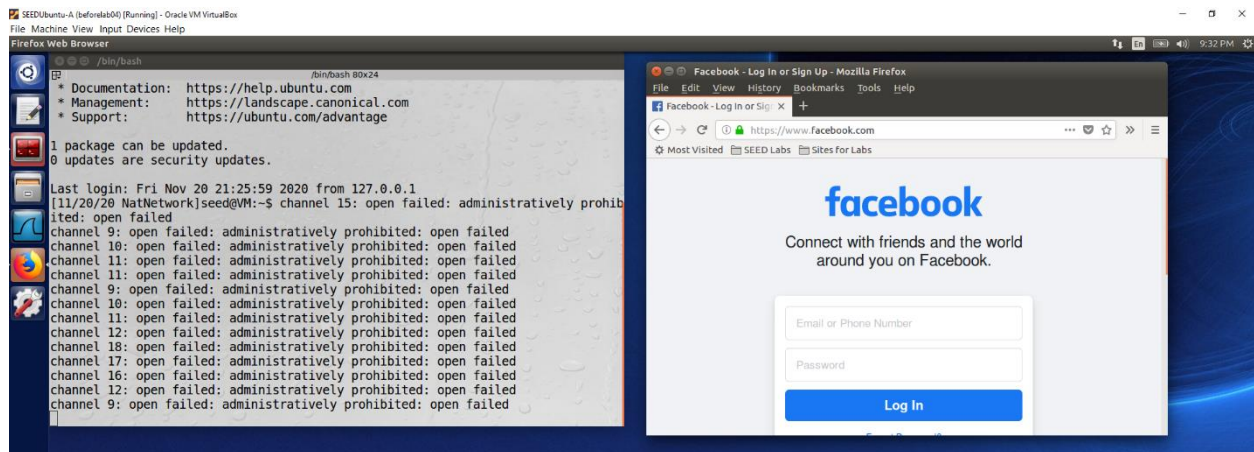 SEEDUbuntu-A (beforelab04) [Running] - Oracle VM VirtualBox
File Machine View Input Devices Help
Firefox Web Browser
En
9:32 PM
/bin/bash
/bin/bash 80x24
* Documentation: https://help.ubuntu.com
* Management: https://landscape.canonical.com
* Support: https://ubuntu.com/advantage
1 package can be updated.
0 updates are security updates.
Last login: Fri Nov 20 21:25:59 2020 from 127.0.0.1
[11/20/20 NatNetwork]seed@VM:~$ channel 15: open failed: administratively prohib
ited: open failed
channel 9: open failed: administratively prohibited: open failed
channel 10: open failed: administratively prohibited: open failed
channel 11: open failed: administratively prohibited: open failed
channel 11: open failed: administratively prohibited: open failed
channel 9: open failed: administratively prohibited: open failed
channel 10: open failed: administratively prohibited: open failed
channel 11: open failed: administratively prohibited: open failed
channel 12: open failed: administratively prohibited: open failed
channel 18: open failed: administratively prohibited: open failed
channel 17: open failed: administratively prohibited: open failed
channel 16: open failed: administratively prohibited: open failed
channel 12: open failed: administratively prohibited: open failed
channel 9: open failed: administratively prohibited: open failed
Facebook - Log In or Sign Up - Mozilla Firefox
File Edit View History Bookmarks Tools Help
Facebook - Log In or Sig
https://www.facebook.com
Most Visited SEED Labs Sites for Labs
facebook
Connect with friends and the world
around you on Facebook.
Email or Phone Number
Password
Log In